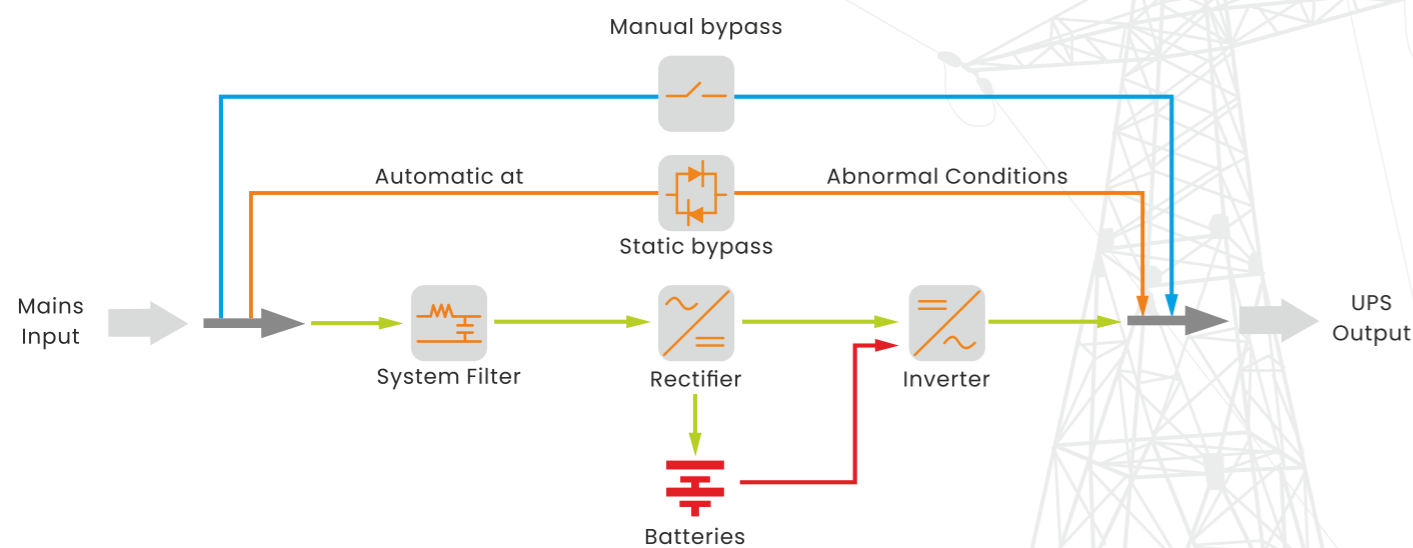 Manual bypass
Automatic at
Abnormal Conditions
Static bypass
Mains
Input
UPS
Output
System Filter
Rectifier
Inverter
Batteries